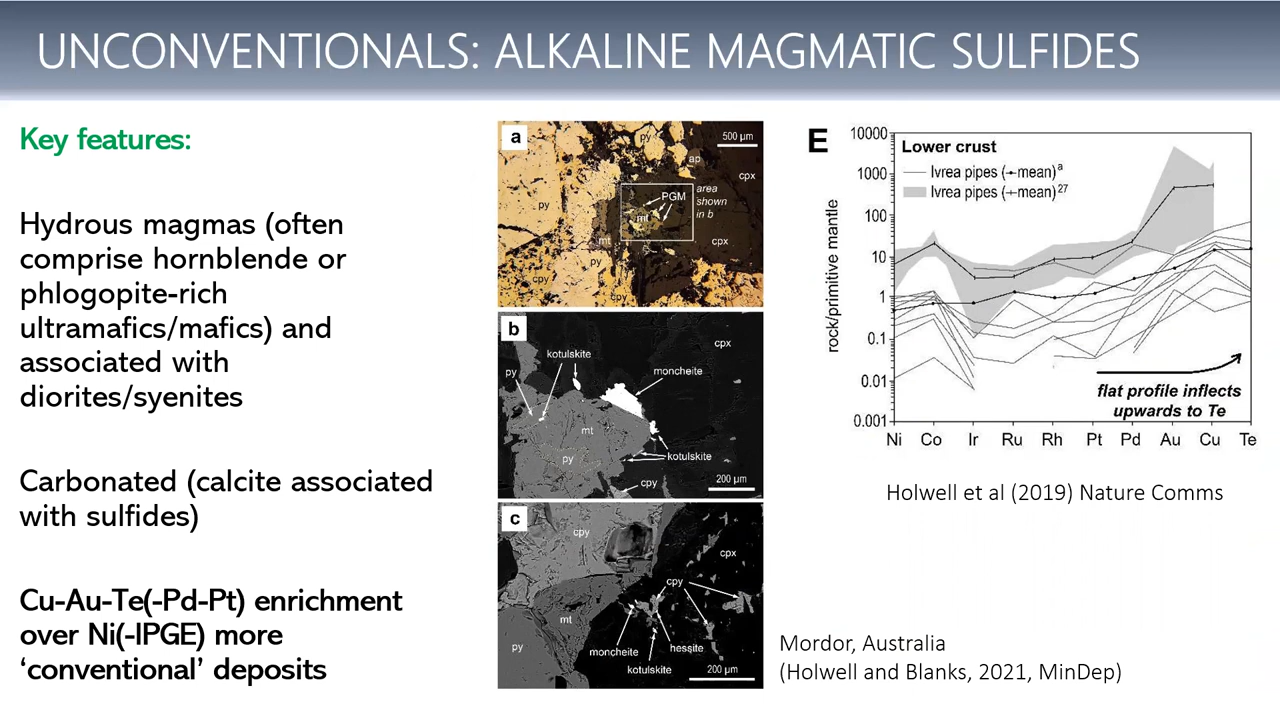 UNCONVENTIONALS: ALKALINE MAGMATIC SULFIDES
Key features:
Hydrous magmas (often
comprise hornblende or
phlogopite-rich
ultramafics/mafics) and
associated with
diorites/syenites
Carbonated (calcite associated
with sulfides)
Cu-Au-Te(-Pd-Pt) enrichment
over Ni(-IPGE) more
‘conventional’ deposits
a
py
500 µm
ap
cpx
PGM
area
shown
in b
py
mt
mt
cpx
py
py
cpy
cpy
b
cpx
kotulskite
py
moncheite
mt
kotulskite
py
cpy
200 µm
c
cpy
cpx
cpy
mt
moncheite
hessite
py
kotulskite
200 µm
E
Lower crust
Ivrea pipes (mean)a
Ivrea pipes (mean)27
10000
1000
100
10
1
0.1
0.01
0.001
rock/primitive mantle
flat profile inflects
upwards to Te
Ni Co Ir Ru Rh Pt Pd Au Cu Te
Holwell et al (2019) Nature Comms
Mordor, Australia
(Holwell and Blanks, 2021, MinDep)